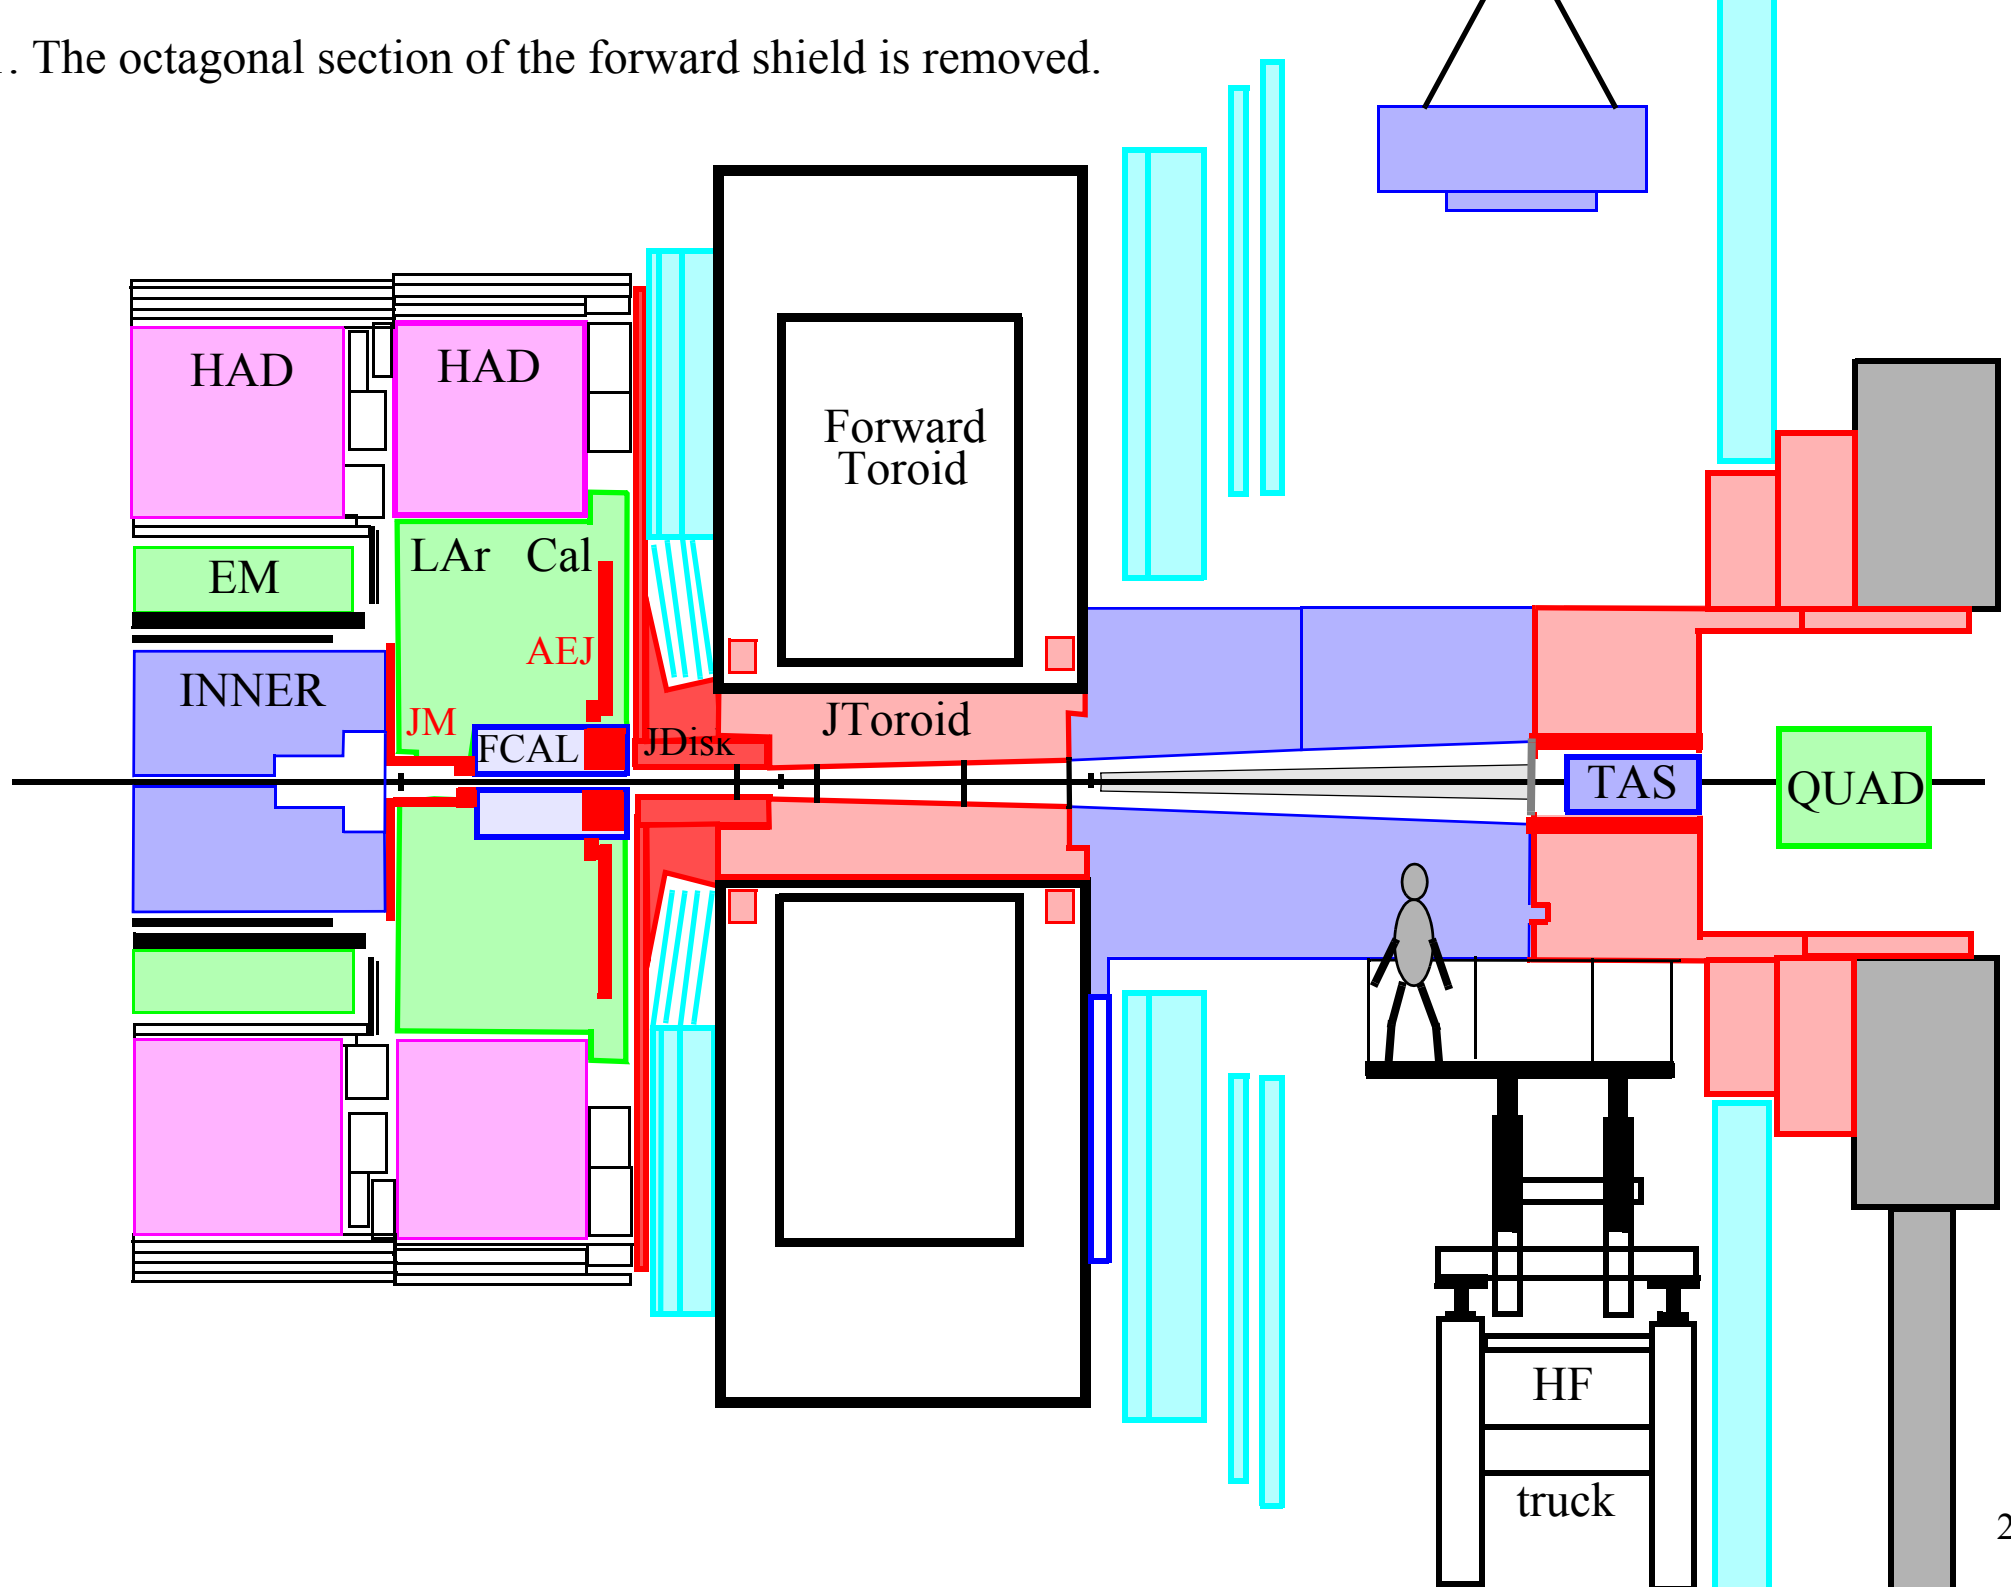 . The octagonal section of the forward shield is removed.
HAD
HAD
Forward
Toroid
LAr Cal
EM
AEJ
INNER
JM
JToroid
FCAL
JDisk
TAS
QUAD
HF
truck
2